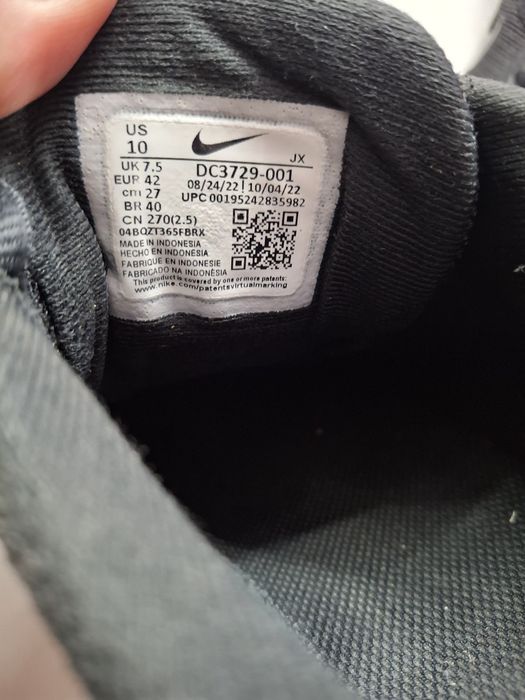 US
10
JX
UK 7.5
DC3729-001
EUR 42
08/24/22 | 10/04/22
cm 27
UPC 00195242835982
BR 40
CN 270(2.5)
04BQZT365FBRX
MADE IN INDONESIA
HECHO EN INDONÉSIA
FABRIQUÉ EN INDONESIE
FABRICADO NA INDONÉSIA
This product is covered by one or more patents:
www.nike.com/patentsvirtualmarking